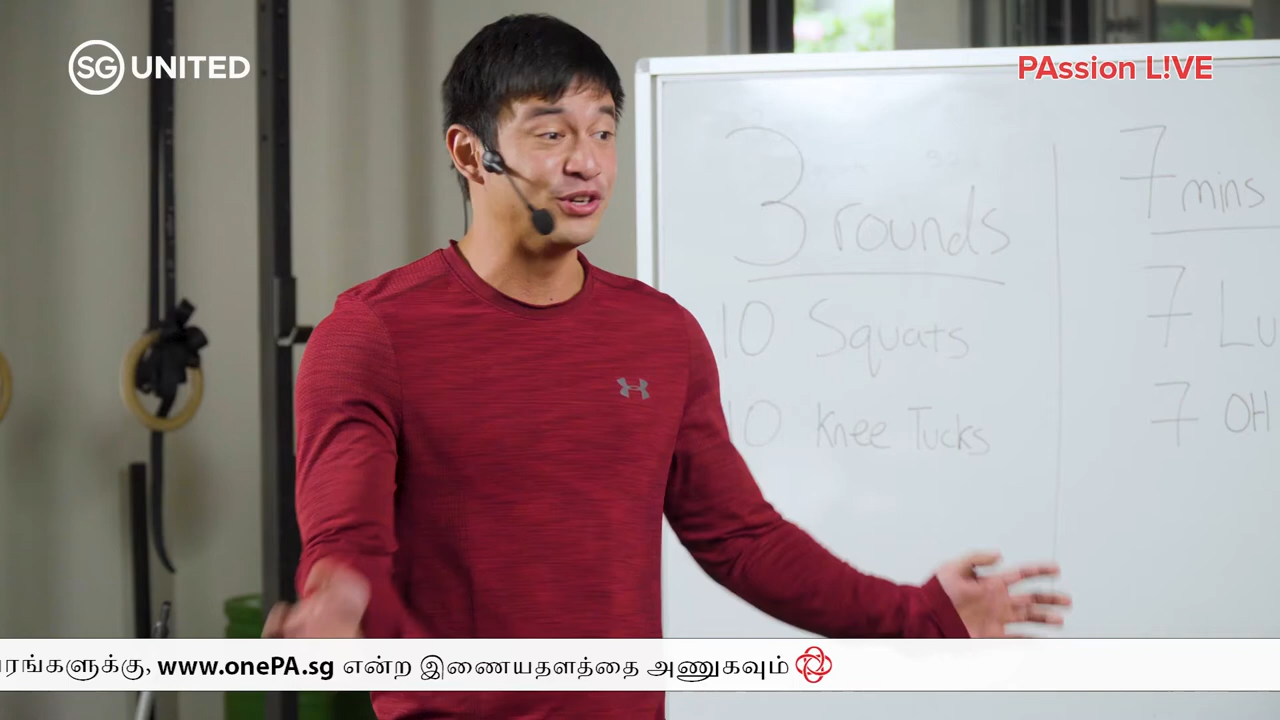 SG UNITED
PAssion L!VE
3 rounds
10 Squats
10 Knee Tucks
7 mins
7 Lu
7 OH
ரங்களுக்கு, www.onePA.sg என்ற இணையதளத்தை அணுகவும்